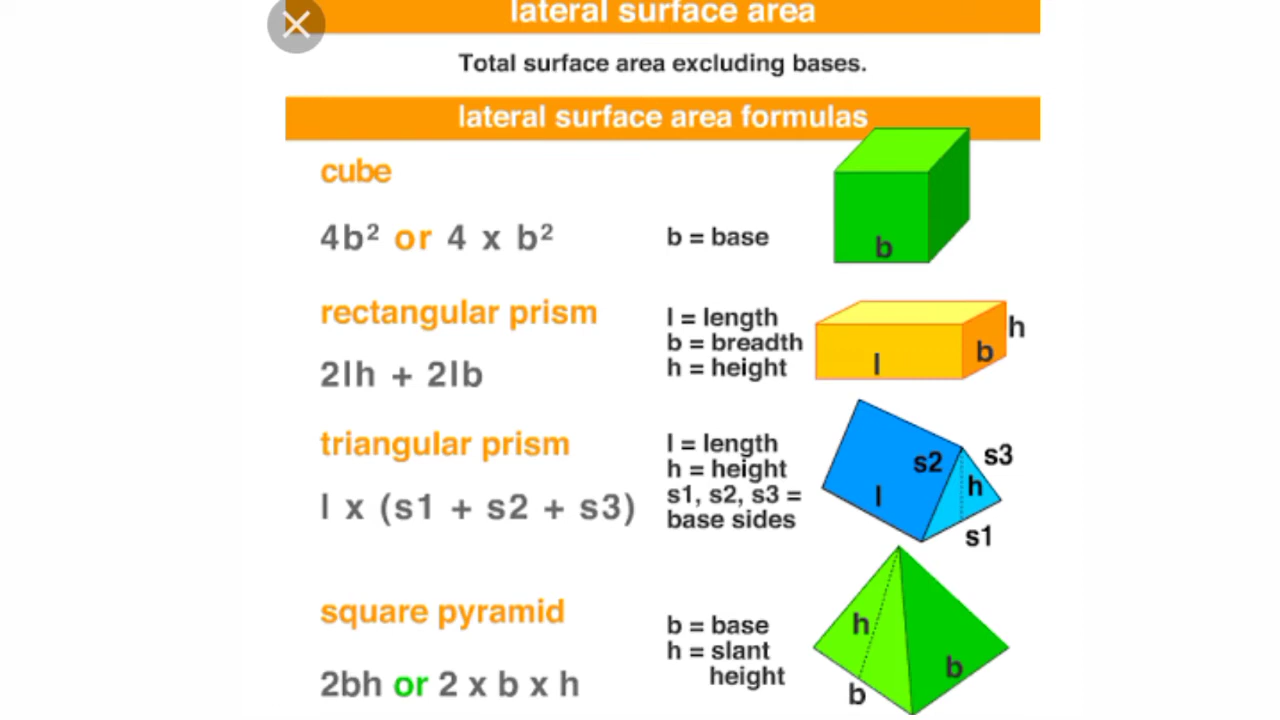 lateral surface area
Total surface area excluding bases.
lateral surface area formulas
cube
4b² or 4 x b²
b = base
b
rectangular prism
2lh + 2lb
l = length
b = breadth
h = height
l
b
h
triangular prism
l x (s1 + s2 + s3)
l = length
h = height
s1, s2, s3 =
base sides
s2
s3
l
h
s1
square pyramid
2bh or 2 x b x h
b = base
h = slant
height
h
b
b